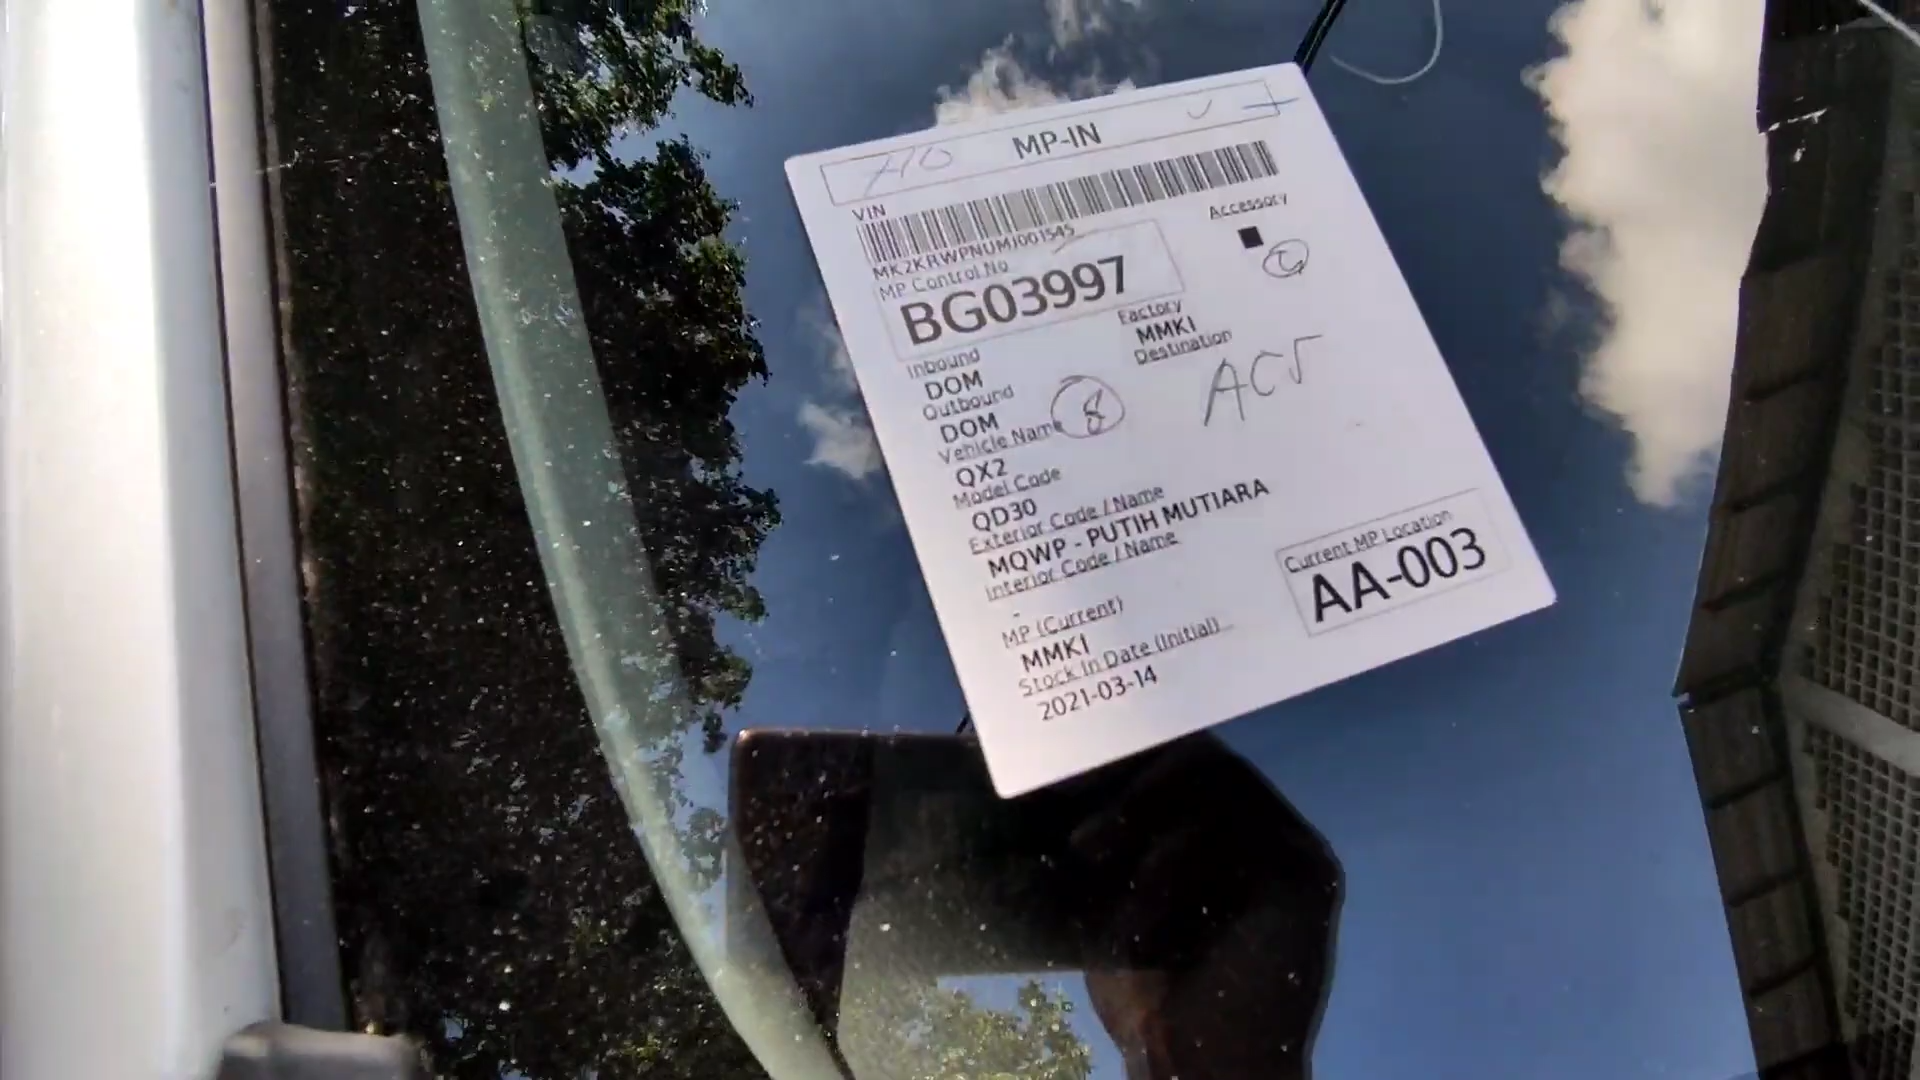 MP-IN
VIN
MK2KRWPNUMJ001545
Accessory
MP Control No
BG03997
Factory
MMKI
Destination
Inbound
DOM
Outbound
DOM
8
Vehicle Name
QX2
Model Code
QD30
Exterior Code / Name
MQWP - PUTIH MUTIARA
Interior Code / Name
-
MP (Current)
MMKI
Stock In Date (Initial)
2021-03-14
Current MP Location
AA-003